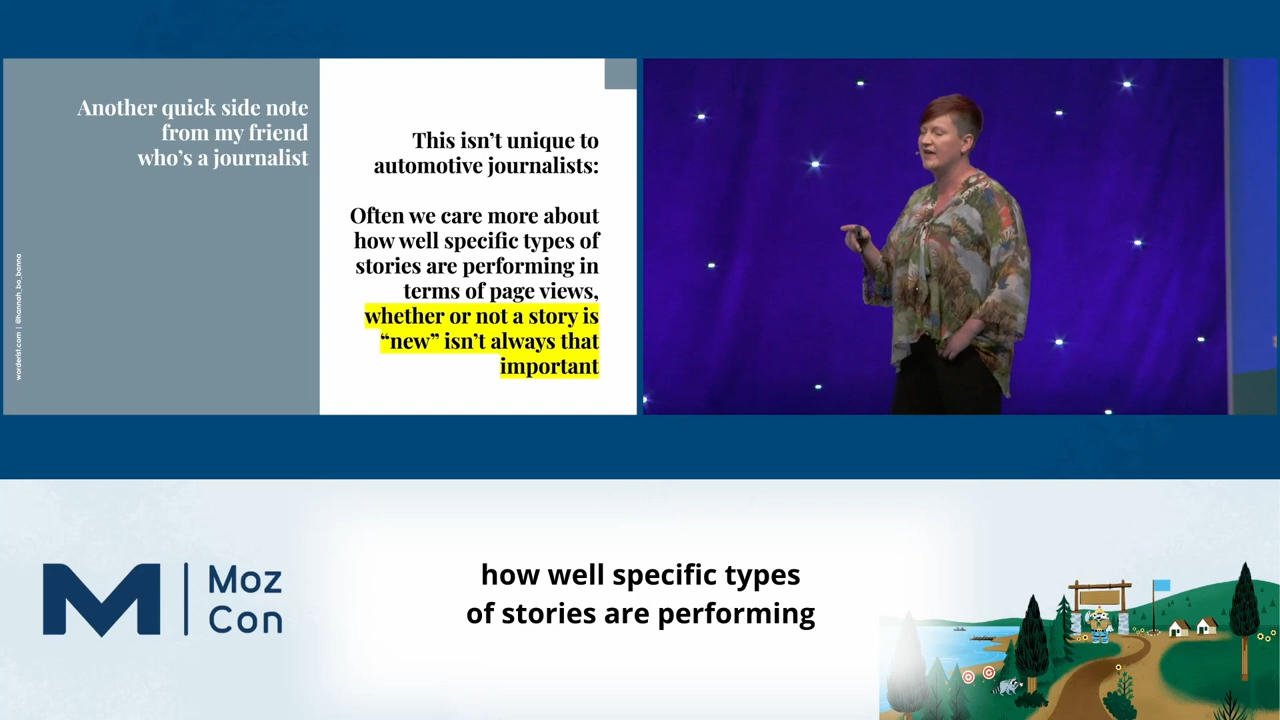 Another quick side note
from my friend
who’s a journalist
worderist.com | @hannah_bo_banna
This isn’t unique to
automotive journalists:
Often we care more about
how well specific types of
stories are performing in
terms of page views,
whether or not a story is
“new” isn’t always that
important
M
Moz
Con
how well specific types
of stories are performing